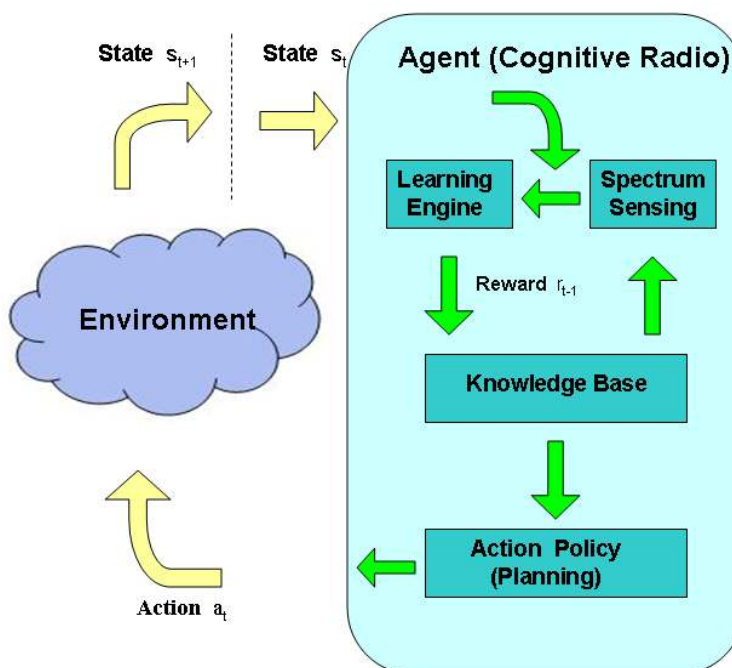 State s_{t+1}
State s_t
Agent (Cognitive Radio)
Learning
Engine
Spectrum
Sensing
Reward r_{t-1}
Environment
Knowledge Base
Action Policy
(Planning)
Action a_t